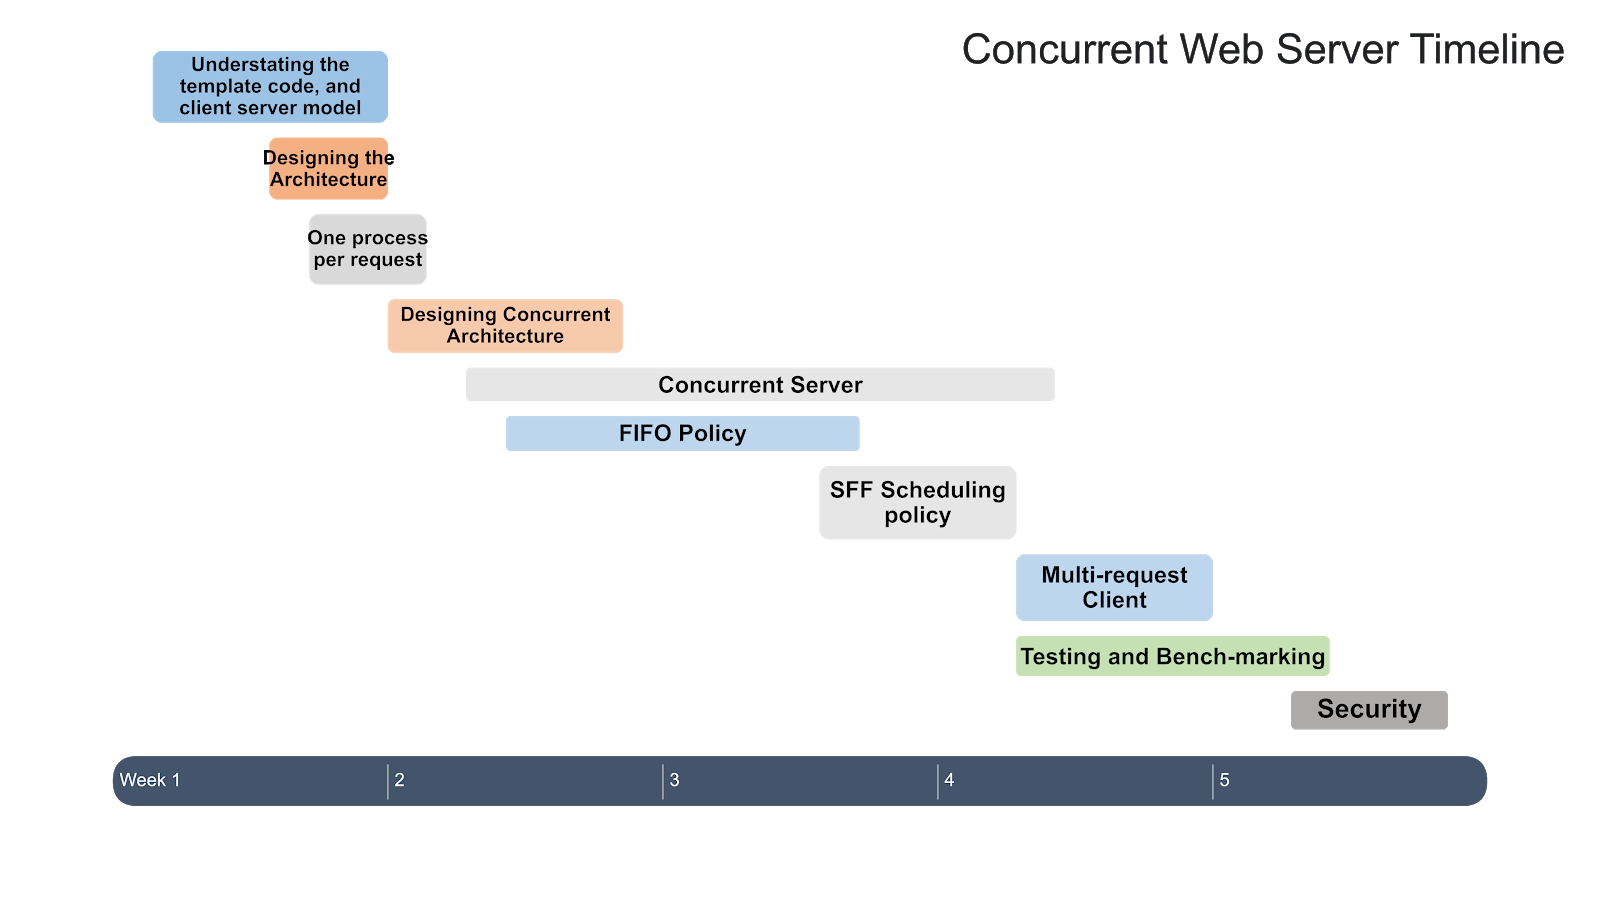 Concurrent Web Server Timeline
Understating the
template code, and
client server model
Designing the
Architecture
One process
per request
Designing Concurrent
Architecture
Concurrent Server
FIFO Policy
SFF Scheduling
policy
Multi-request
Client
Testing and Bench-marking
Security
Week 1 2 3 4 5